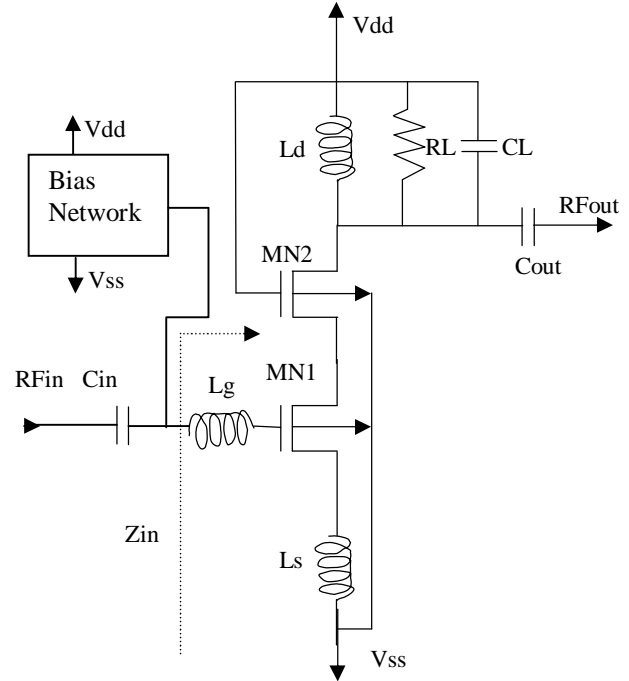 Vdd
Vdd
Bias
Network
Vss
Ld
RL
CL
RFout
Cout
MN2
MN1
RFin
Cin
Lg
Zin
Ls
Vss